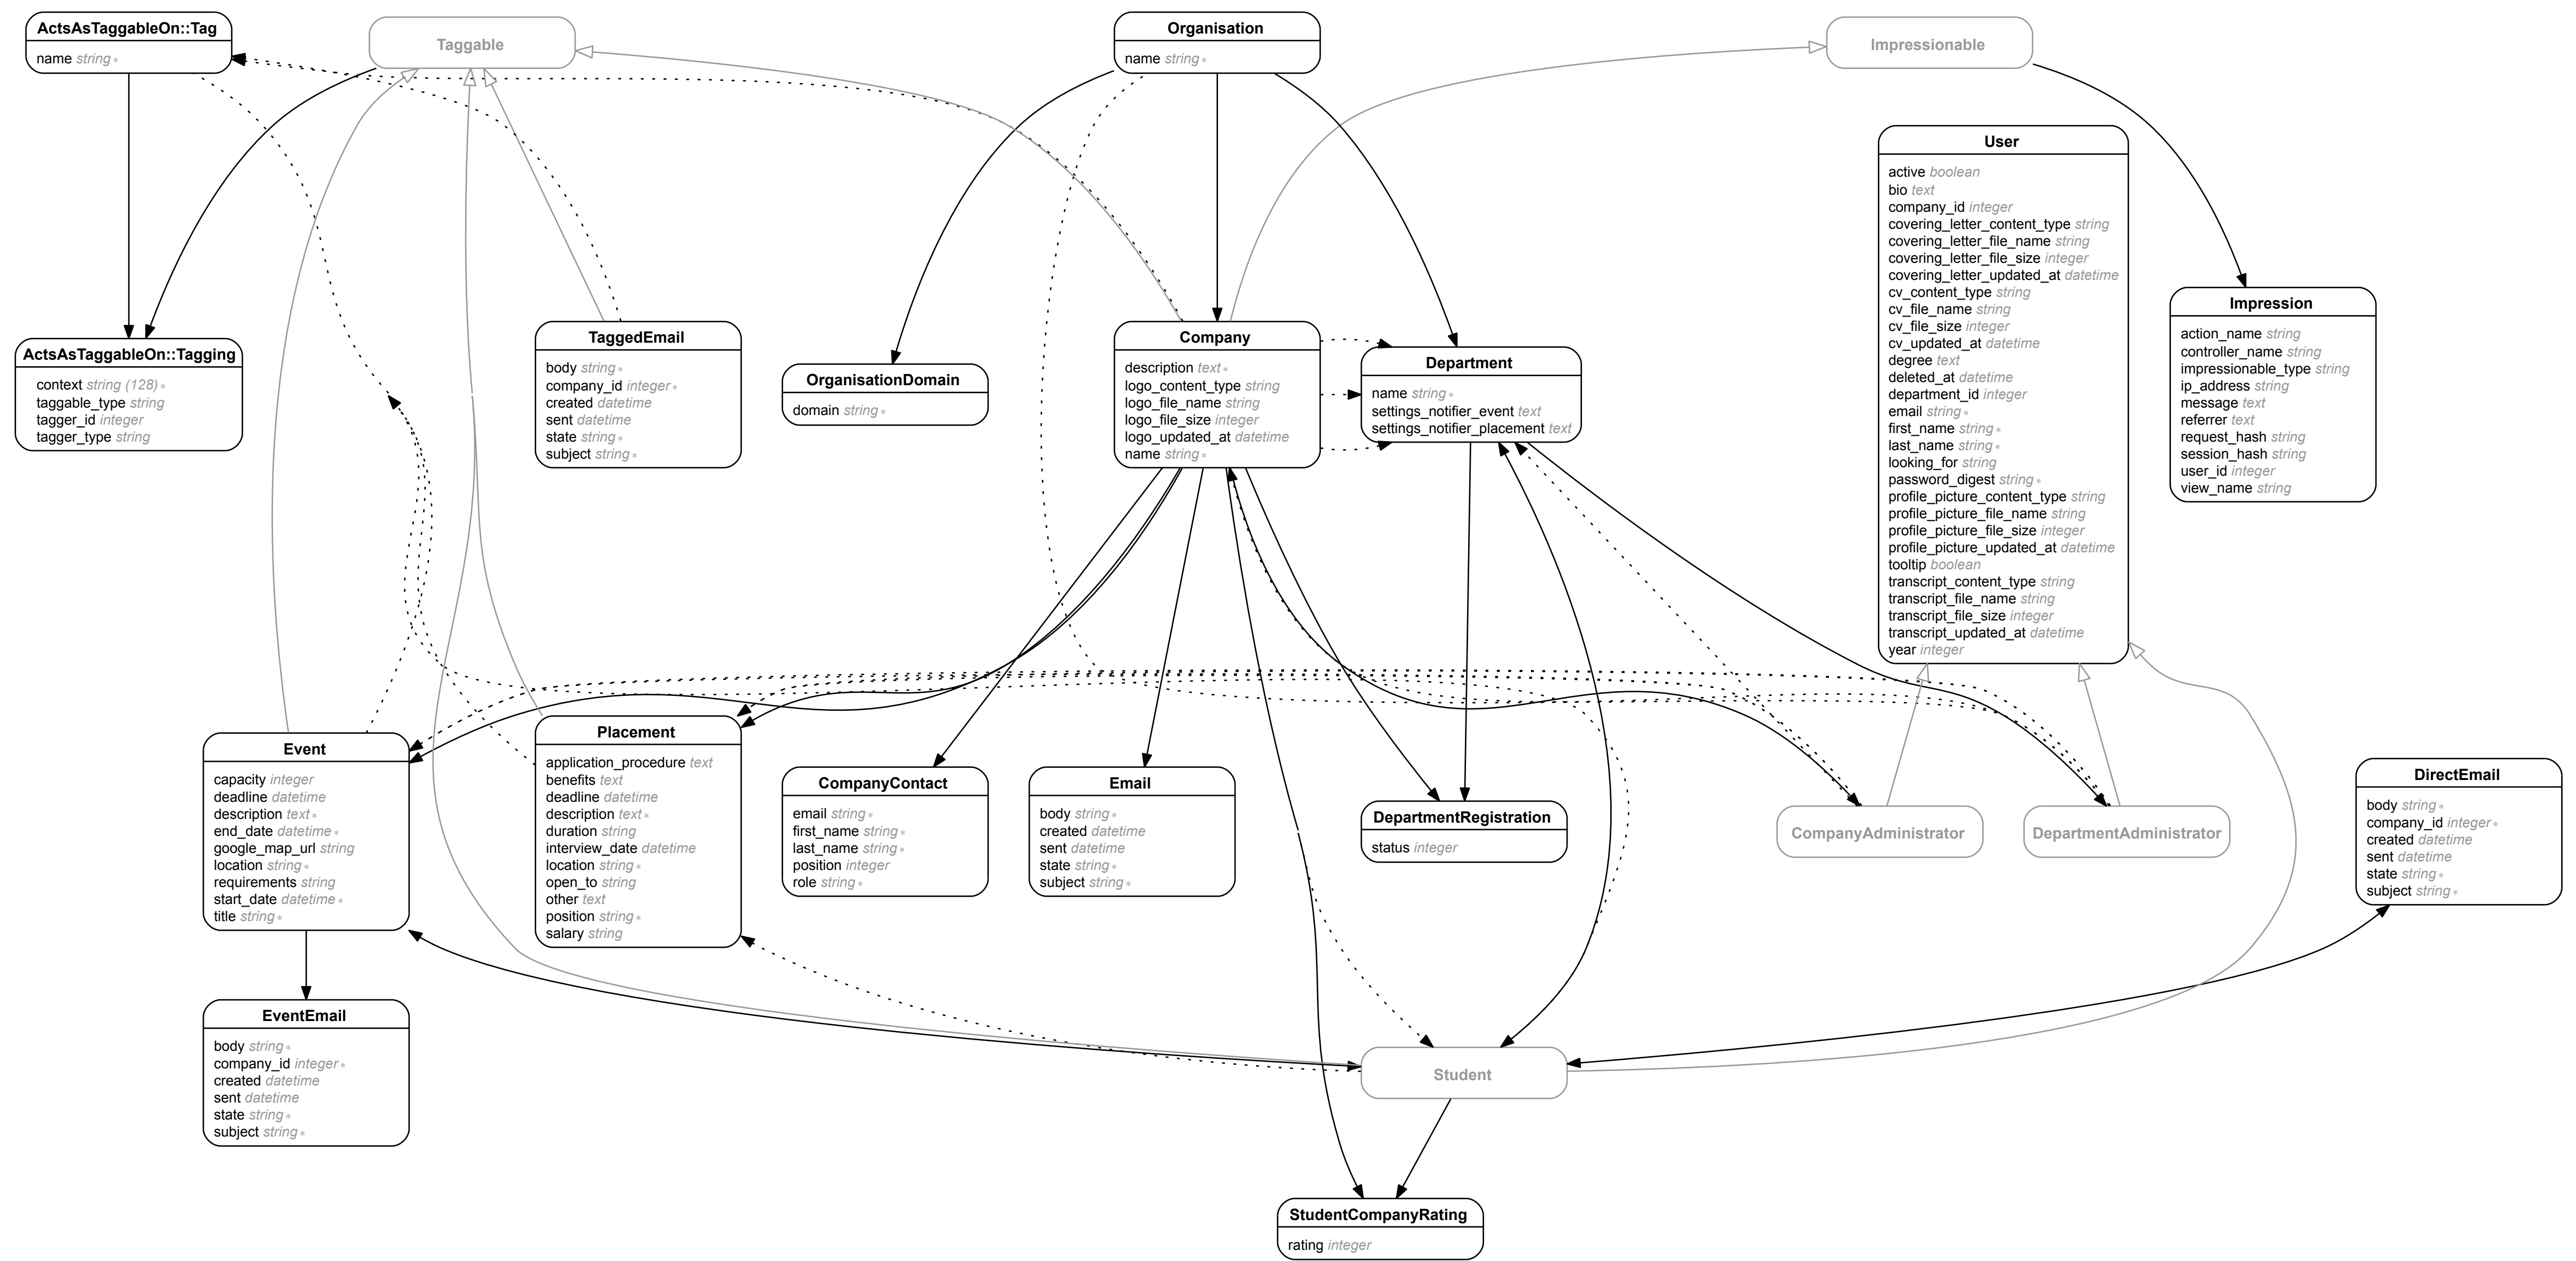 ActsAsTaggableOn::Tag
name string *
Taggable
Organisation
name string *
Impressionable
User
active boolean
bio text
company_id integer
covering_letter_content_type string
covering_letter_file_name string
covering_letter_file_size integer
covering_letter_updated_at datetime
cv_content_type string
cv_file_name string
cv_file_size integer
cv_updated_at datetime
degree text
deleted_at datetime
department_id integer
email string *
first_name string *
last_name string *
looking_for string
password_digest string *
profile_picture_content_type string
profile_picture_file_name string
profile_picture_file_size integer
profile_picture_updated_at datetime
tooltip boolean
transcript_content_type string
transcript_file_name string
transcript_file_size integer
transcript_updated_at datetime
year integer
Impression
action_name string
controller_name string
impressionable_type string
ip_address string
message text
referrer text
request_hash string
session_hash string
user_id integer
view_name string
ActsAsTaggableOn::Tagging
context string (128) *
taggable_type string
tagger_id integer
tagger_type string
TaggedEmail
body string *
company_id integer *
created datetime
sent datetime
state string *
subject string *
OrganisationDomain
domain string *
Company
description text *
logo_content_type string
logo_file_name string
logo_file_size integer
logo_updated_at datetime
name string *
Department
name string *
settings_notifier_event text
settings_notifier_placement text
Event
capacity integer
deadline datetime
description text *
end_date datetime *
google_map_url string
location string *
requirements string
start_date datetime *
title string *
Placement
application_procedure text
benefits text
deadline datetime
description text *
duration string
interview_date datetime
location string *
open_to string
other text
position string *
salary string
CompanyContact
email string *
first_name string *
last_name string *
position integer
role string *
Email
body string *
created datetime
sent datetime
state string *
subject string *
DepartmentRegistration
status integer
CompanyAdministrator
DepartmentAdministrator
DirectEmail
body string *
company_id integer *
created datetime
sent datetime
state string *
subject string *
EventEmail
body string *
company_id integer *
created datetime
sent datetime
state string *
subject string *
Student
StudentCompanyRating
rating integer